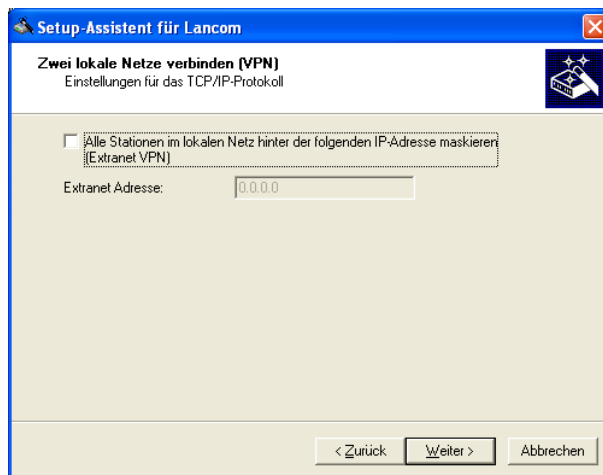 Setup-Assistent für Lancom
Zwei lokale Netze verbinden (VPN)
Einstellungen für das TCP/IP-Protokoll
Alle Stationen im lokalen Netz hinter der folgenden IP-Adresse maskieren
(Extranet VPN)
Extranet Adresse: 0.0.0.0
< Zurück Weiter > Abbrechen